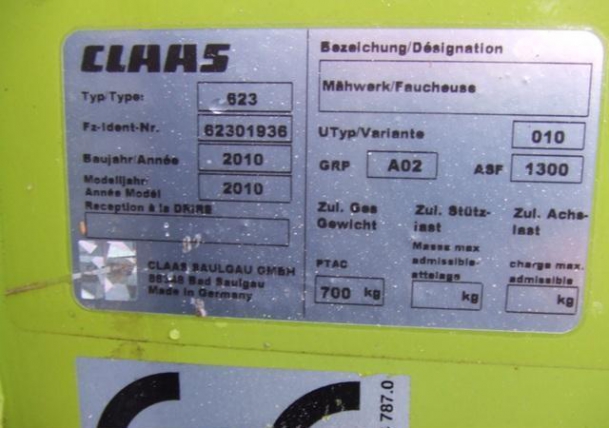 CLAAS
Typ/Type: 623
Fz-Ident-Nr. 62301936
Baujahr/Année 2010
Modelljahr 2010
Année Model
Reception à la DRIRE
CLAAS SAULGAU GMBH
88348 Bad Saulgau
Made in Germany
Bezeichung/Désignation
Mähwerk/Faucheuse
UTyp/Variante 010
GRP A02 ASF 1300
Zul. Ges Gewicht
Zul. Stütz-last
Zul. Achs-last
Masse max admissible attelage
charge max. admissible
PTAC
700 kg
kg
kg
CE
787.0